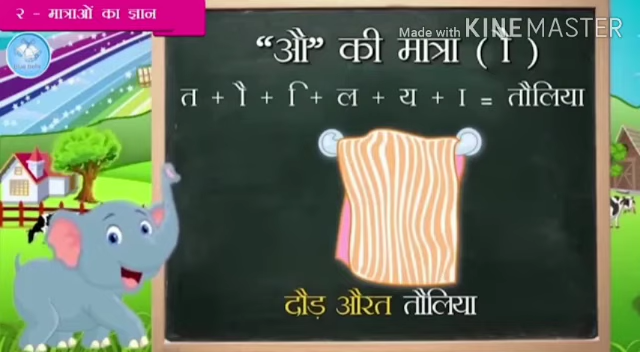 २ - मात्राओं का ज्ञान
Made with KINEMASTER
“औ” की मात्रा ( ौ )
त + ौ + ि + ल + य + ा = तौलिया
दौड़ औरत तौलिया